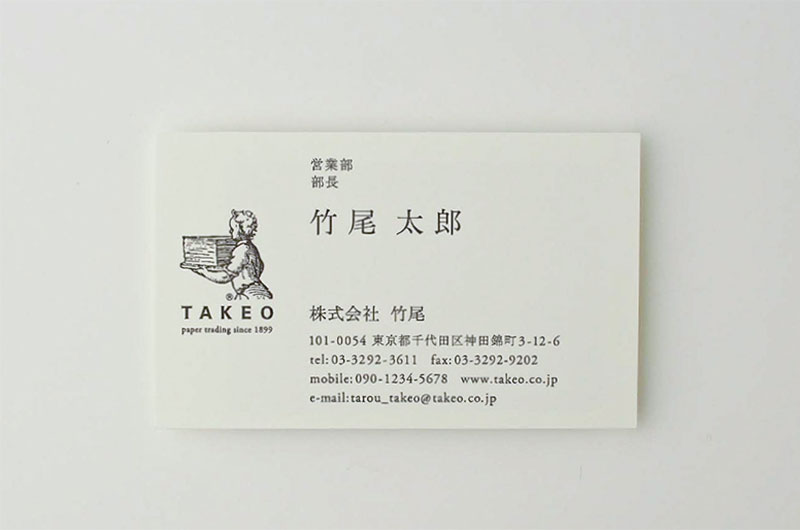 営業部
部長
竹尾 太郎
®
TAKEO
paper trading since 1899
株式会社 竹尾
101-0054 東京都千代田区神田錦町3-12-6
tel:03-3292-3611 fax:03-3292-9202
mobile:090-1234-5678 www.takeo.co.jp
e-mail:tarou_takeo@takeo.co.jp